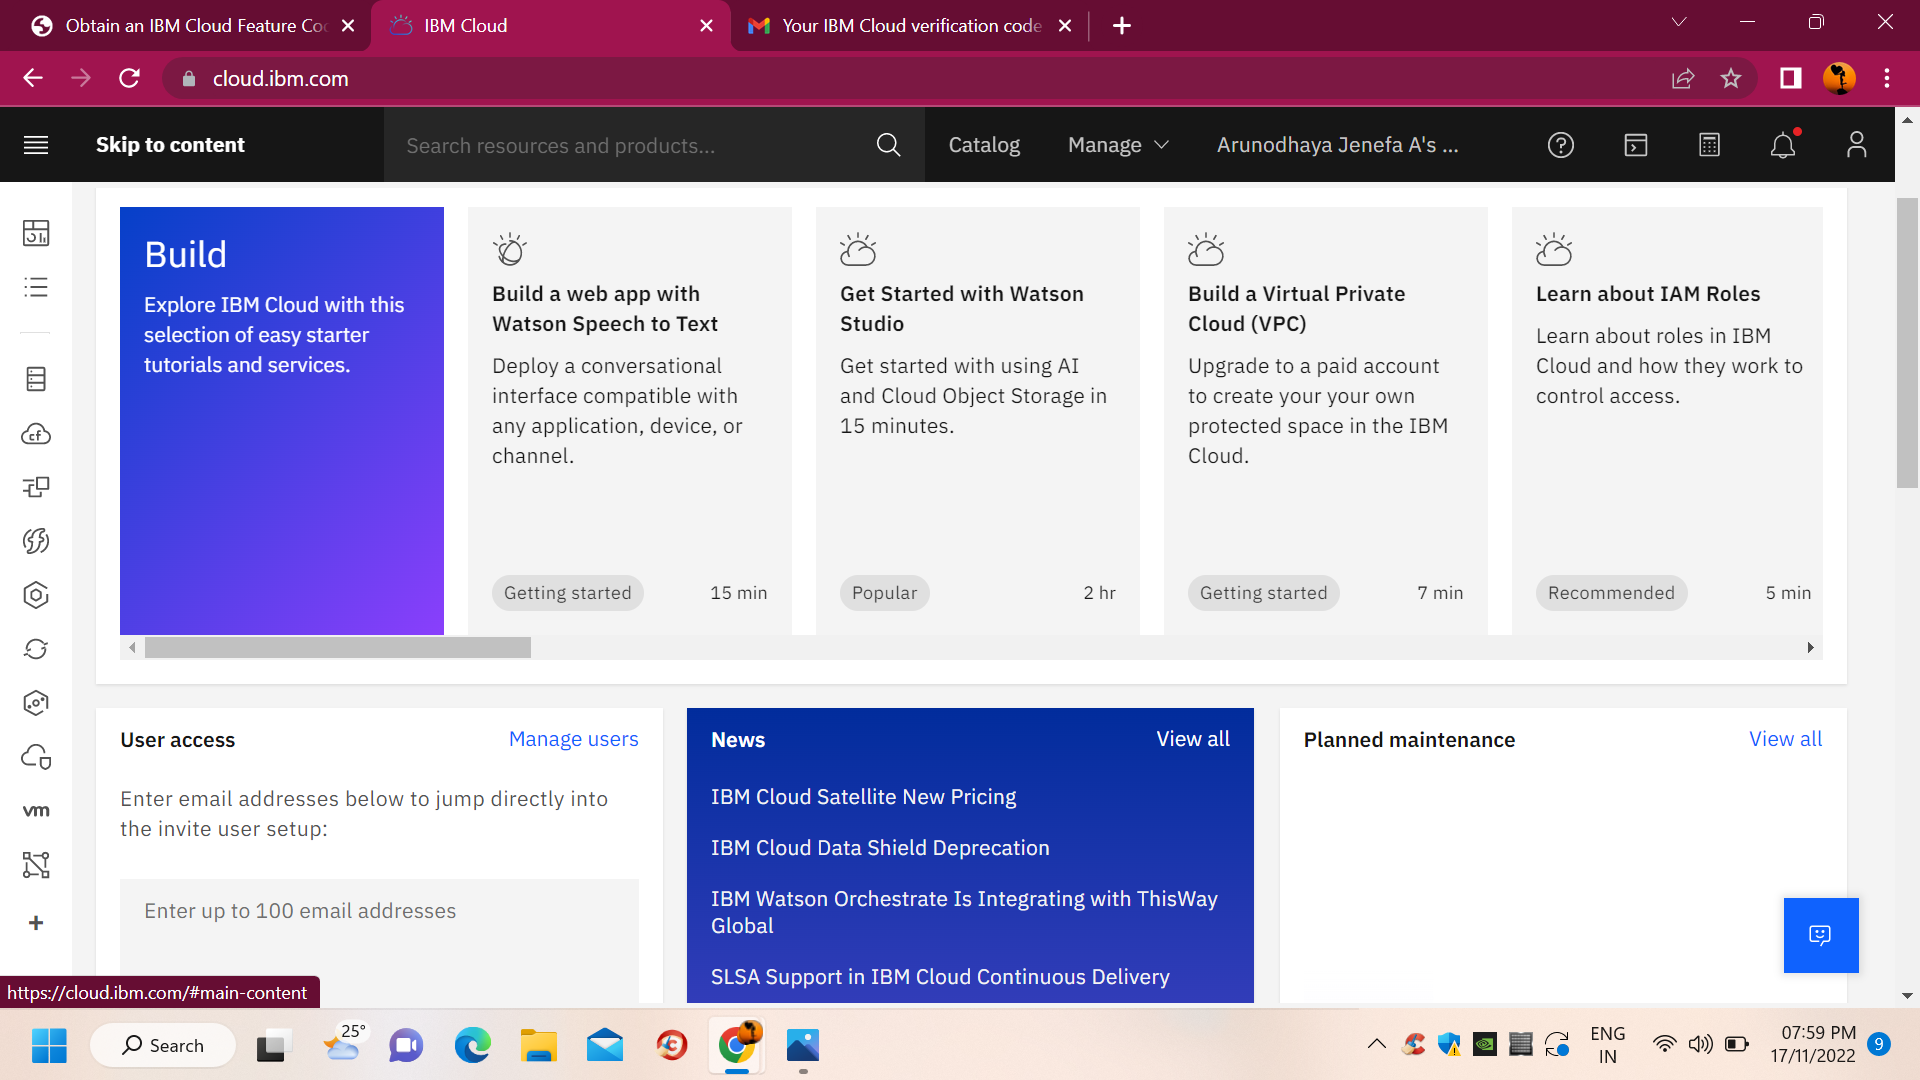 Obtain an IBM Cloud Feature Co
IBM Cloud
Your IBM Cloud verification code
cloud.ibm.com
Skip to content
Search resources and products...
Catalog
Manage
Arunodhaya Jenefa A's ...
Build
Explore IBM Cloud with this
selection of easy starter
tutorials and services.
Build a web app with
Watson Speech to Text
Deploy a conversational
interface compatible with
any application, device, or
channel.
Getting started
15 min
Get Started with Watson
Studio
Get started with using AI
and Cloud Object Storage in
15 minutes.
Popular
2 hr
Build a Virtual Private
Cloud (VPC)
Upgrade to a paid account
to create your your own
protected space in the IBM
Cloud.
Getting started
7 min
Learn about IAM Roles
Learn about roles in IBM
Cloud and how they work to
control access.
Recommended
5 min
cf
vm
User access
Manage users
Enter email addresses below to jump directly into
the invite user setup:
Enter up to 100 email addresses
News
View all
IBM Cloud Satellite New Pricing
IBM Cloud Data Shield Deprecation
IBM Watson Orchestrate Is Integrating with ThisWay
Global
SLSA Support in IBM Cloud Continuous Delivery
Planned maintenance
View all
https://cloud.ibm.com/#main-content
Search
25°
ENG
IN
07:59 PM
17/11/2022
9